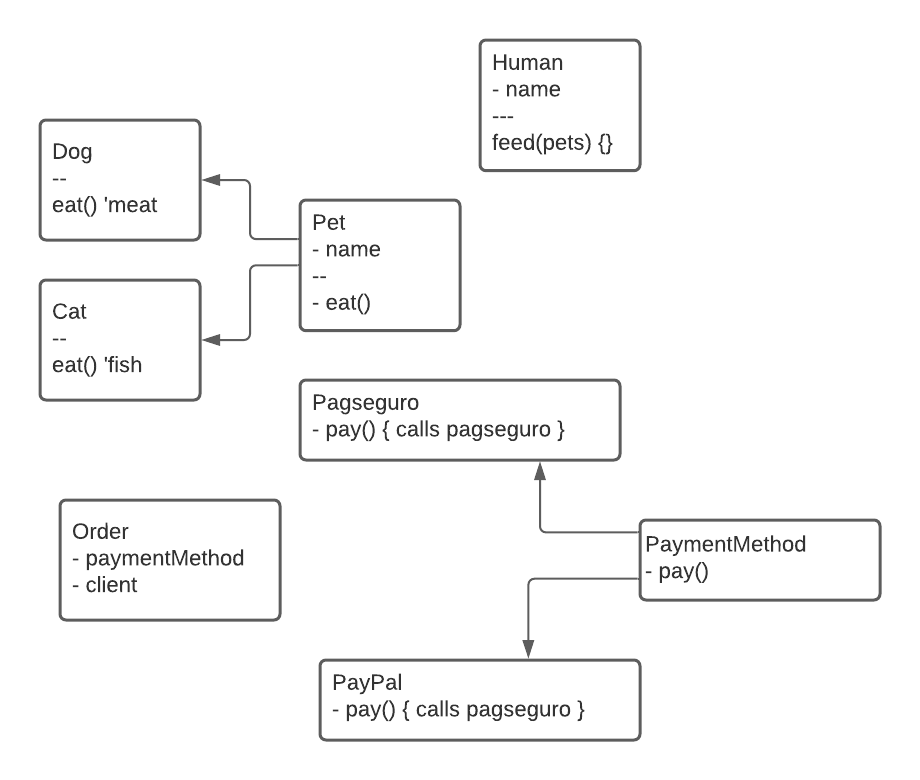 Human
- name
---
feed(pets) {}
Dog
--
eat() 'meat
Pet
- name
--
- eat()
Cat
--
eat() 'fish
Pagseguro
- pay() { calls pagseguro }
Order
- paymentMethod
- client
PaymentMethod
- pay()
PayPal
- pay() { calls pagseguro }